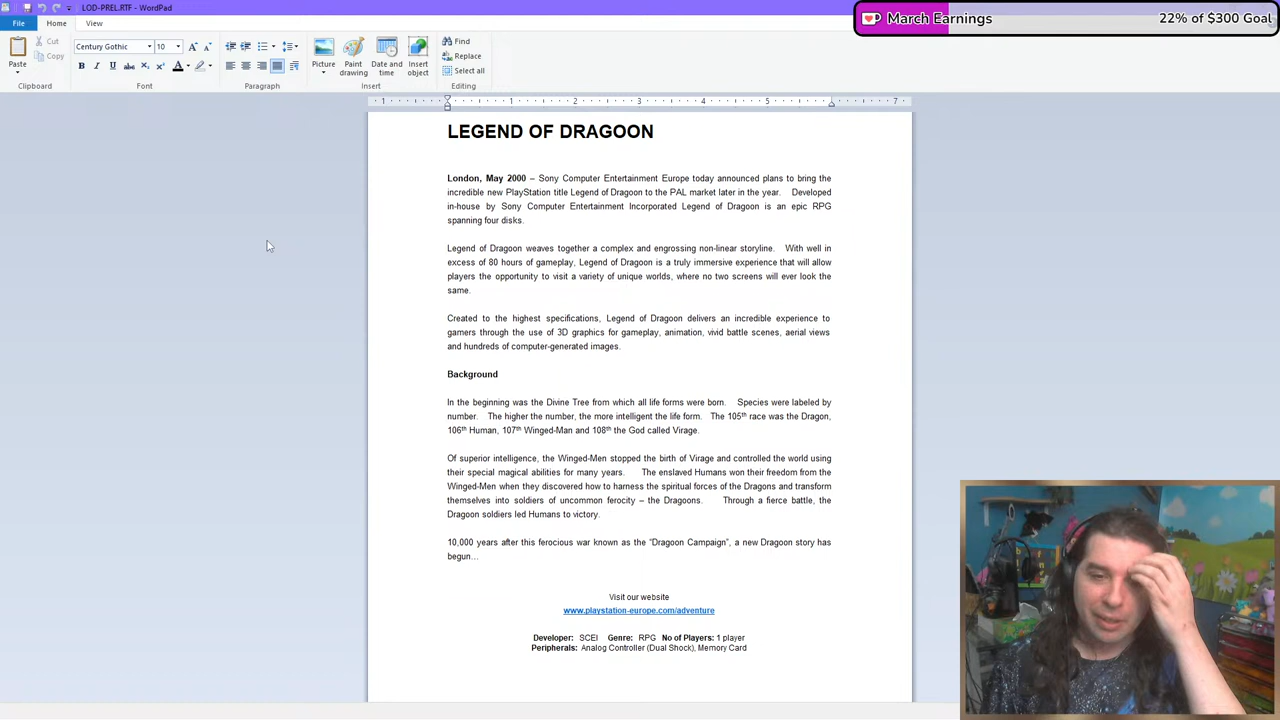 LOD-PREL.RTF - WordPad
March Earnings 22% of $300 Goal
File Home View
Paste Cut Copy
Century Gothic 10
Picture Paint drawing Date and time Insert object
Find
Replace
Select all
Clipboard Font Paragraph Insert Editing
1 1 2 3 4 5 7
LEGEND OF DRAGOON
London, May 2000 – Sony Computer Entertainment Europe today announced plans to bring the
incredible new PlayStation title Legend of Dragoon to the PAL market later in the year. Developed
in-house by Sony Computer Entertainment Incorporated Legend of Dragoon is an epic RPG
spanning four disks.
Legend of Dragoon weaves together a complex and engrossing non-linear storyline. With well in
excess of 80 hours of gameplay, Legend of Dragoon is a truly immersive experience that will allow
players the opportunity to visit a variety of unique worlds, where no two screens will ever look the
same.
Created to the highest specifications, Legend of Dragoon delivers an incredible experience to
gamers through the use of 3D graphics for gameplay, animation, vivid battle scenes, aerial views
and hundreds of computer-generated images.
Background
In the beginning was the Divine Tree from which all life forms were born. Species were labeled by
number. The higher the number, the more intelligent the life form. The 105th race was the Dragon,
106th Human, 107th Winged-Man and 108th the God called Virage.
Of superior intelligence, the Winged-Men stopped the birth of Virage and controlled the world using
their special magical abilities for many years. The enslaved Humans won their freedom from the
Winged-Men when they discovered how to harness the spiritual forces of the Dragons and transform
themselves into soldiers of uncommon ferocity – the Dragoons. Through a fierce battle, the
Dragoon soldiers led Humans to victory.
10,000 years after this ferocious war known as the “Dragoon Campaign”, a new Dragoon story has
begun…
Visit our website
www.playstation-europe.com/adventure
Developer: SCEI Genre: RPG No of Players: 1 player
Peripherals: Analog Controller (Dual Shock), Memory Card